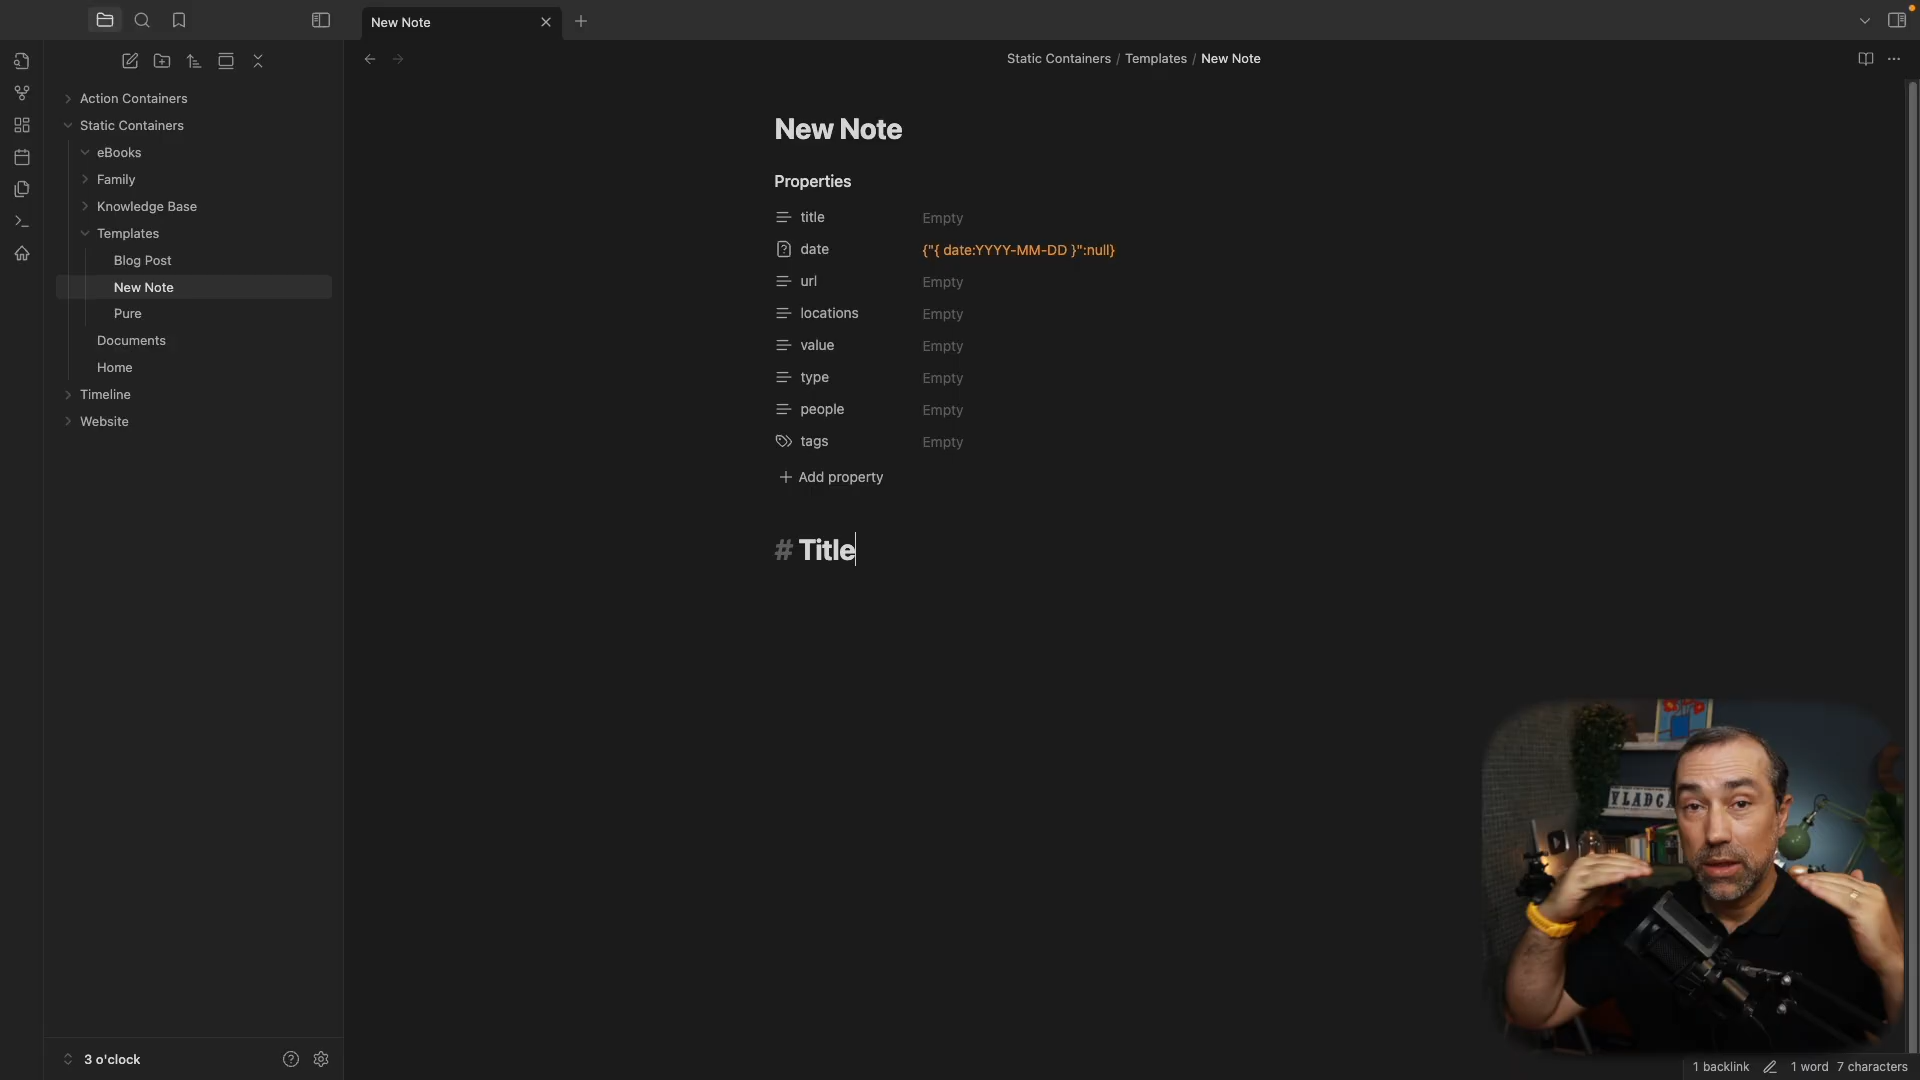 New Note
Static Containers / Templates / New Note
Action Containers
Static Containers
eBooks
Family
Knowledge Base
Templates
Blog Post
New Note
Pure
Documents
Home
Timeline
Website
New Note
Properties
title Empty
date {"{ date:YYYY-MM-DD }":null}
url Empty
locations Empty
value Empty
type Empty
people Empty
tags Empty
Add property
# Title
VLADCA
3 o'clock
1 backlink 1 word 7 characters